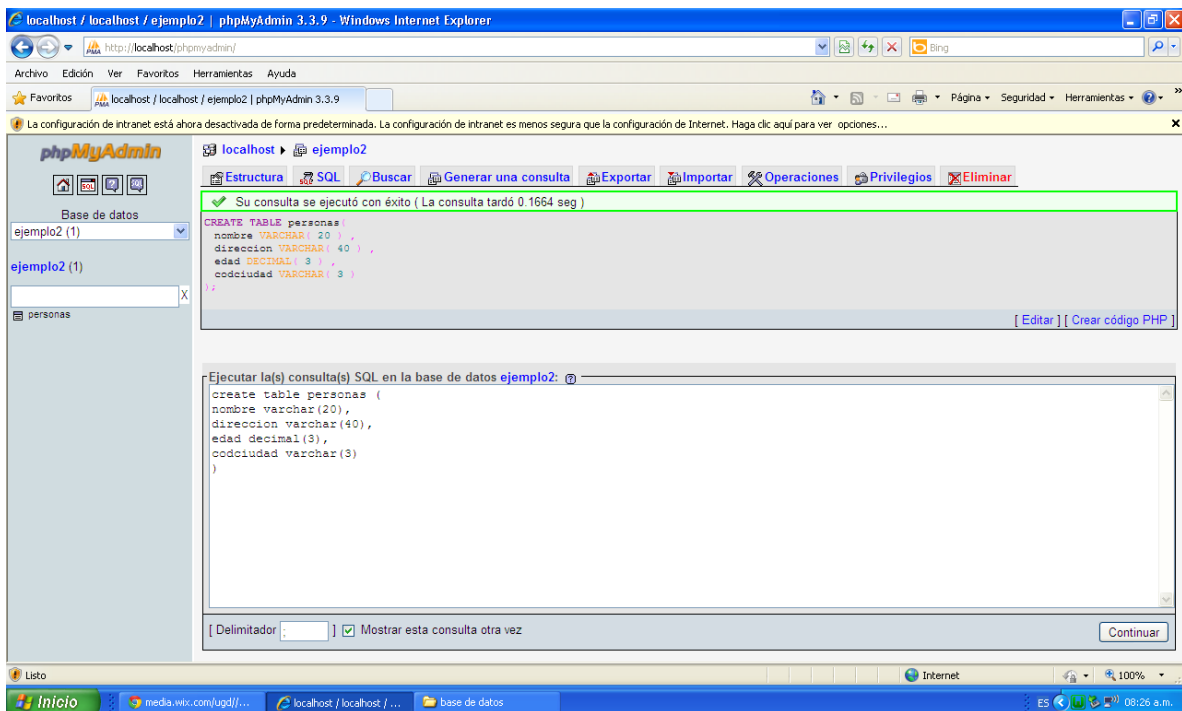 localhost / localhost / ejemplo2 | phpMyAdmin 3.3.9 - Windows Internet Explorer
http://localhost/phpmyadmin/
Bing
Archivo Edición Ver Favoritos Herramientas Ayuda
Favoritos localhost / localhost / ejemplo2 | phpMyAdmin 3.3.9 Página Seguridad Herramientas
La configuración de intranet está ahora desactivada de forma predeterminada. La configuración de intranet es menos segura que la configuración de Internet. Haga clic aquí para ver opciones...
phpMyAdmin
SQL
Base de datos
ejemplo2 (1)
ejemplo2 (1)
X
personas
localhost ejemplo2
Estructura SQL Buscar Generar una consulta Exportar Importar Operaciones Privilegios Eliminar
Su consulta se ejecutó con éxito ( La consulta tardó 0.1664 seg )
CREATE TABLE personas(
nombre VARCHAR( 20 ) ,
direccion VARCHAR( 40 ) ,
edad DECIMAL( 3 ) ,
codciudad VARCHAR( 3 )
);
[ Editar ] [ Crear código PHP ]
Ejecutar la(s) consulta(s) SQL en la base de datos ejemplo2:
create table personas (
nombre varchar(20),
direccion varchar(40),
edad decimal(3),
codciudad varchar(3)
)
[ Delimitador ; ] Mostrar esta consulta otra vez
Continuar
Listo Internet 100%
Inicio media.wix.com/ugd//... localhost / localhost / ... base de datos ES 08:26 a.m.